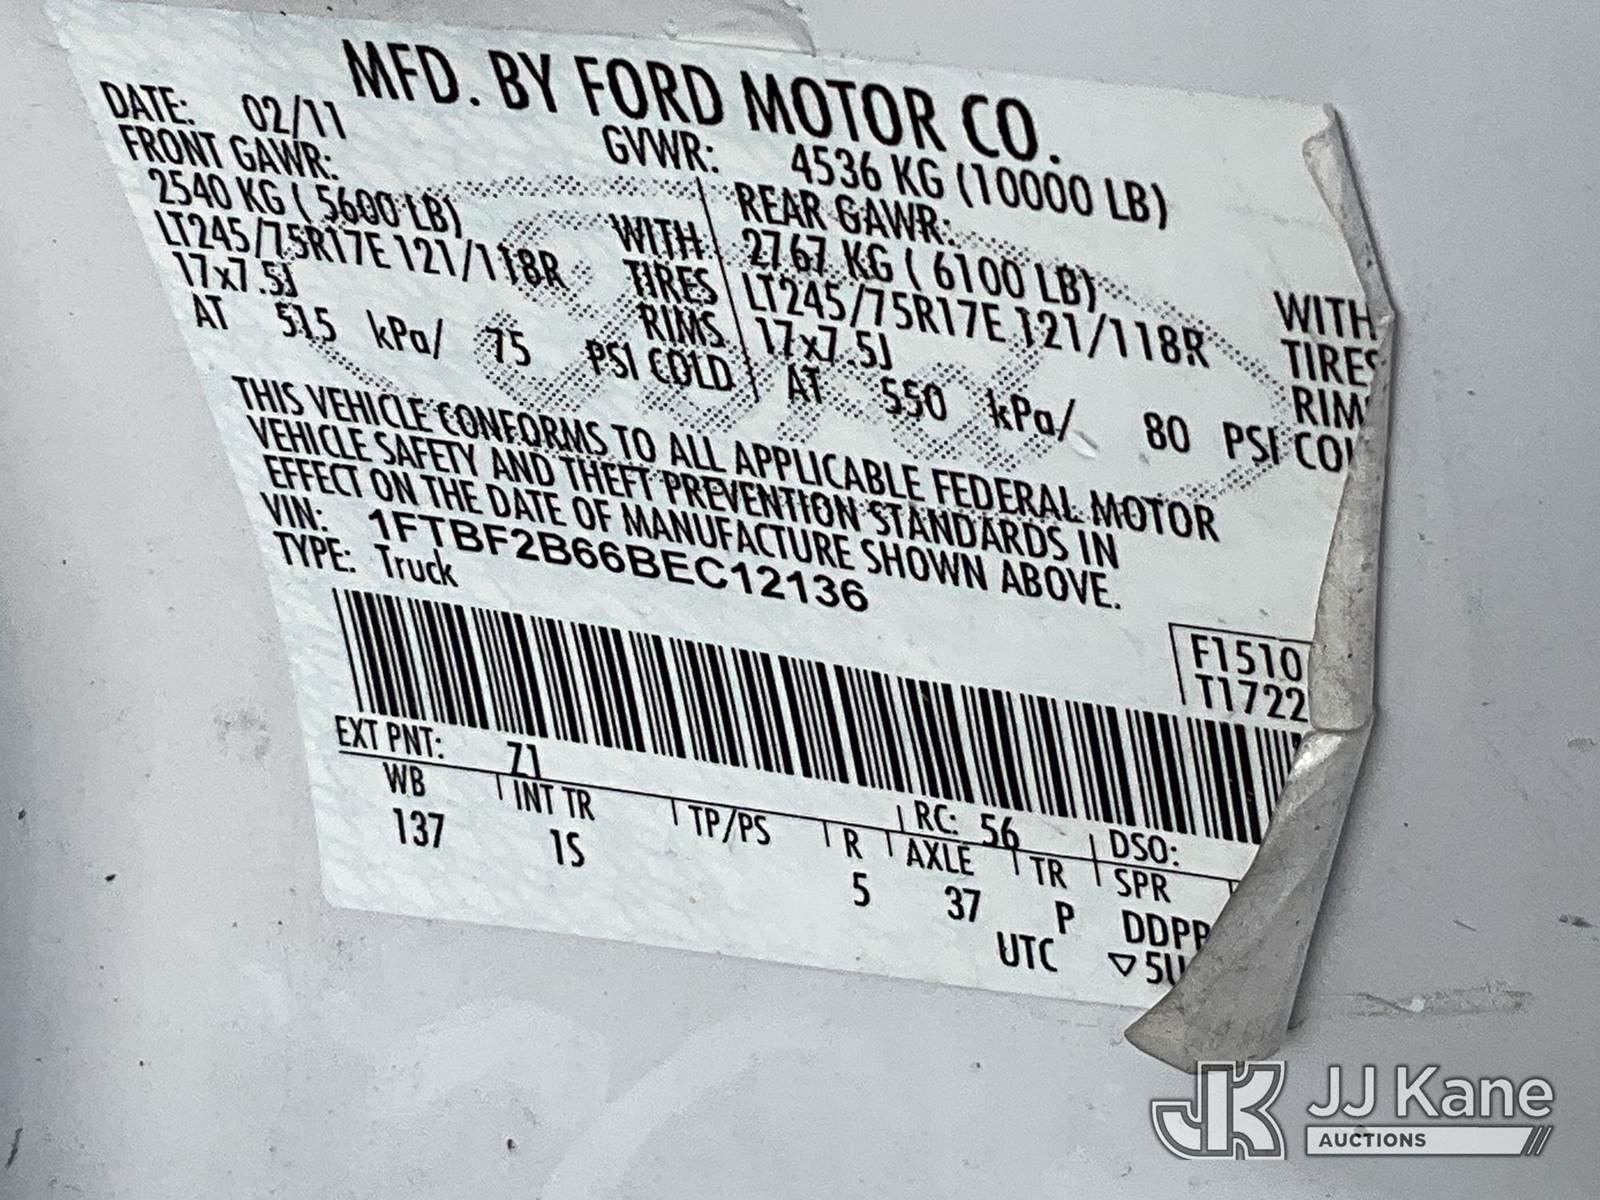 MFD. BY FORD MOTOR CO.
DATE: 02/11 GVWR: 4536 KG (10000 LB)
FRONT GAWR: REAR GAWR:
2540 KG ( 5600 LB) WITH 2767 KG ( 6100 LB) WITH
LT245/75R17E 121/118R TIRES LT245/75R17E 121/118R TIRES
17x7.5J RIMS 17x7.5J RIM
AT 515 kPa/ 75 PSI COLD AT 550 kPa/ 80 PSI COL
THIS VEHICLE CONFORMS TO ALL APPLICABLE FEDERAL MOTOR
VEHICLE SAFETY AND THEFT PREVENTION STANDARDS IN
EFFECT ON THE DATE OF MANUFACTURE SHOWN ABOVE.
VIN: 1FTBF2B66BEC12136
TYPE: Truck
F1510
T1722
EXT PNT: Z1 RC: 56 DSO:
WB INT TR TP/PS R AXLE TR SPR
137 1S 5 37 P DDPP
UTC ▽5U
JK JJ Kane
AUCTIONS